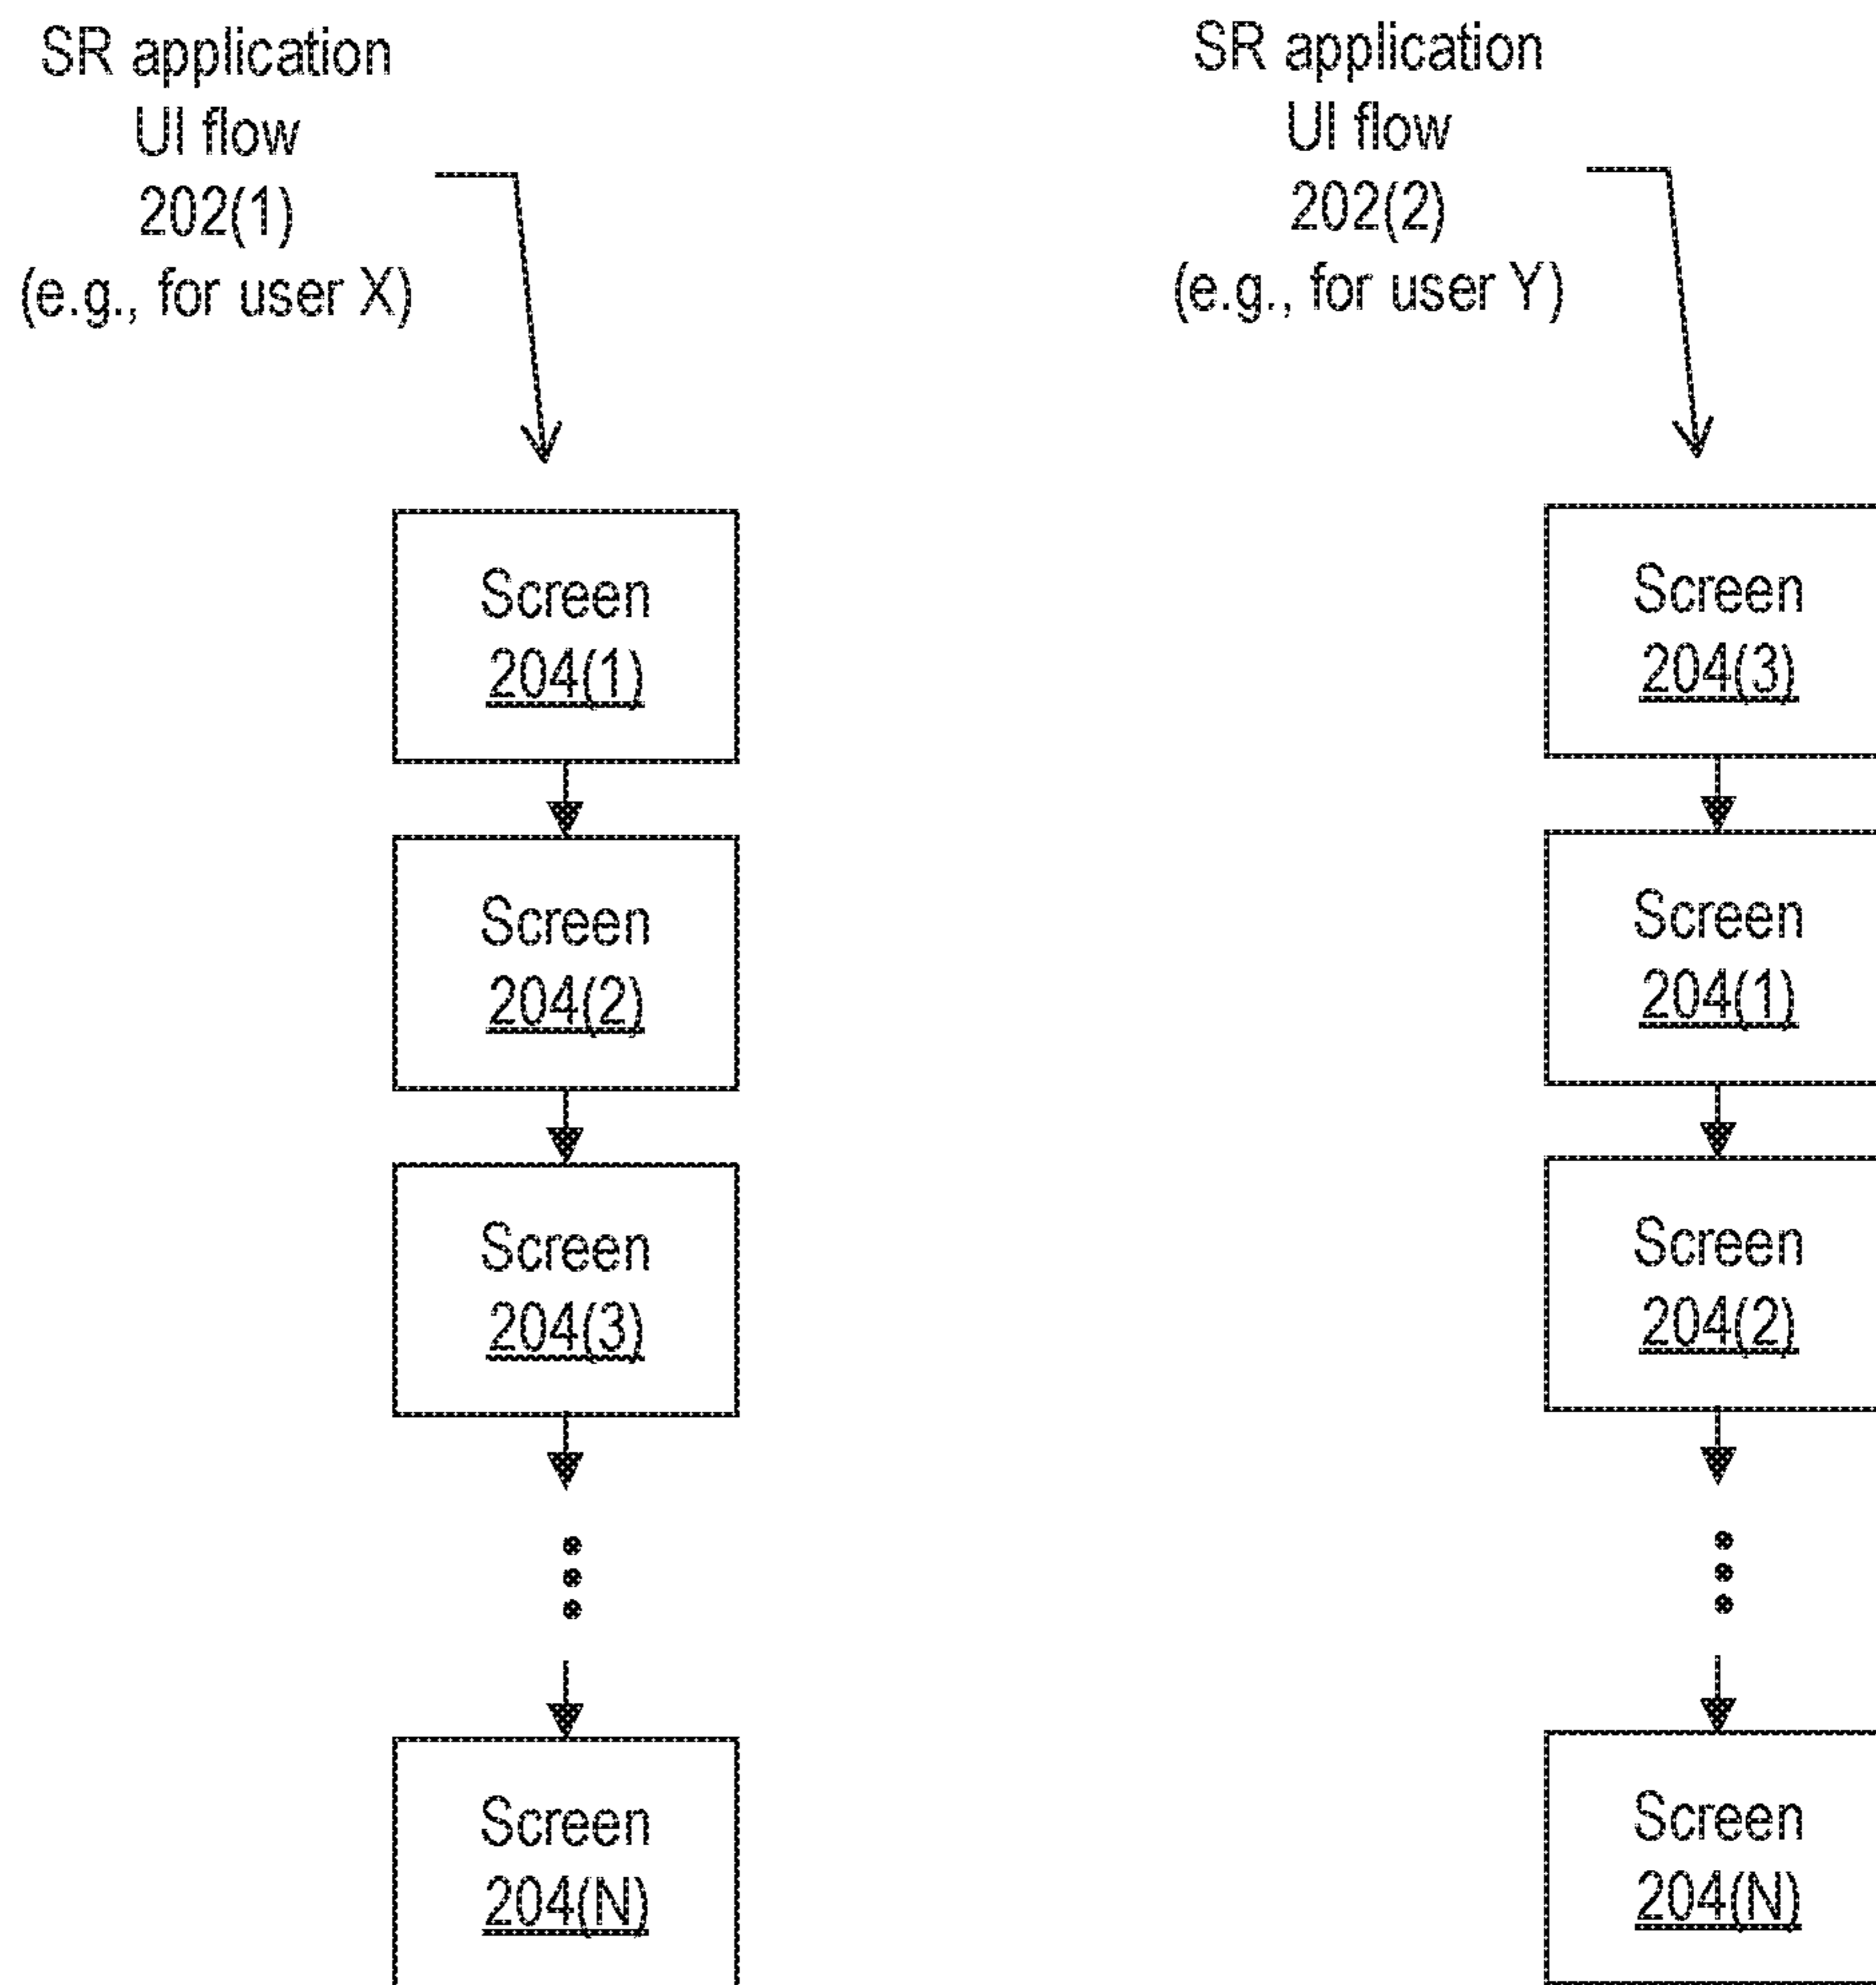 SR application
UI flow
202(1)
(e.g., for user X)
Screen
204(1)
Screen
204(2)
Screen
204(3)
Screen
204(N)
SR application
UI flow
202(2)
(e.g., for user Y)
Screen
204(3)
Screen
204(1)
Screen
204(2)
Screen
204(N)